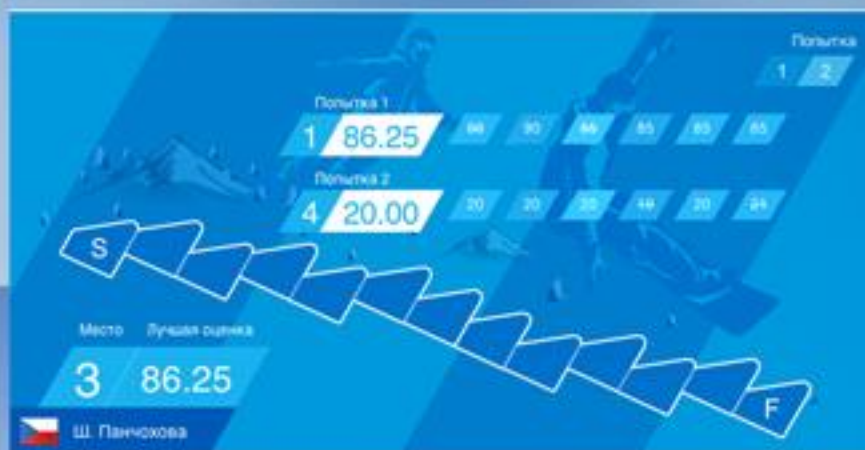 Попытка
1 2
Попытка 1
1 86.25 90 85 85 85
Попытка 2
4 20.00 20 20 20 20
S
Место Лучшая оценка
3 86.25
F
Ш. Панчохова